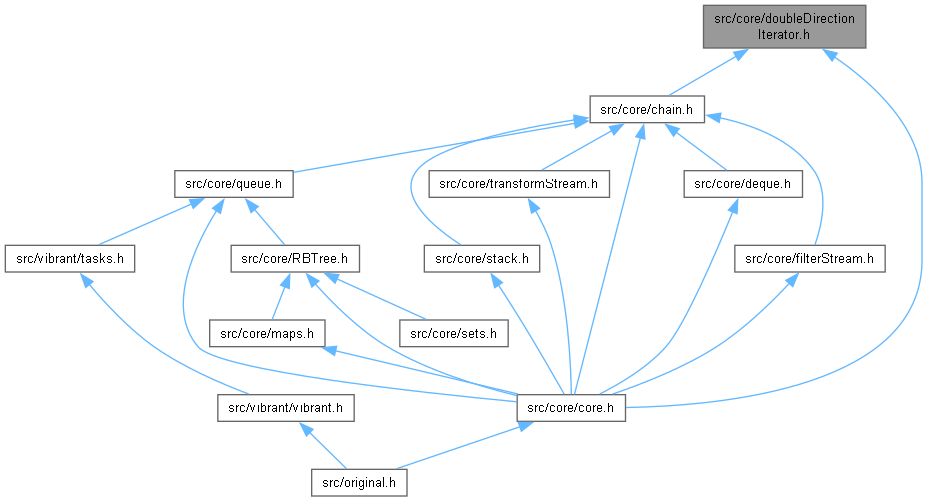 src/core/doubleDirection
Iterator.h
src/core/chain.h
src/core/queue.h
src/core/transformStream.h
src/core/deque.h
src/vibrant/tasks.h
src/core/RBTree.h
src/core/stack.h
src/core/filterStream.h
src/core/maps.h
src/core/sets.h
src/vibrant/vibrant.h
src/core/core.h
src/original.h